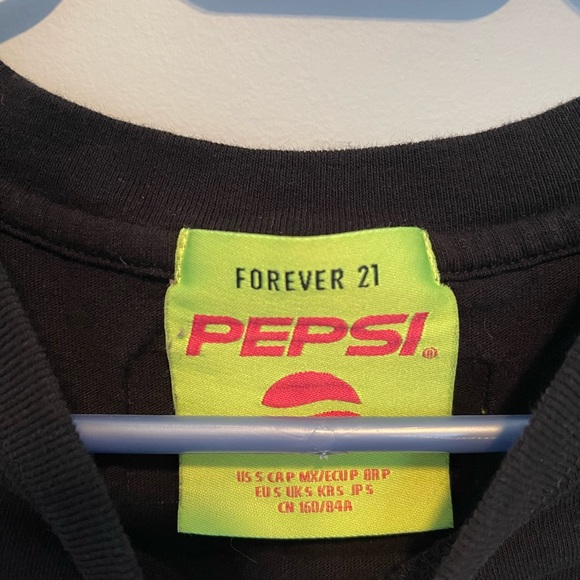 FOREVER 21
PEPSI®
US S CA P MX/ECU P BR P
EU S UK S KR S JP S
CN 160/84A